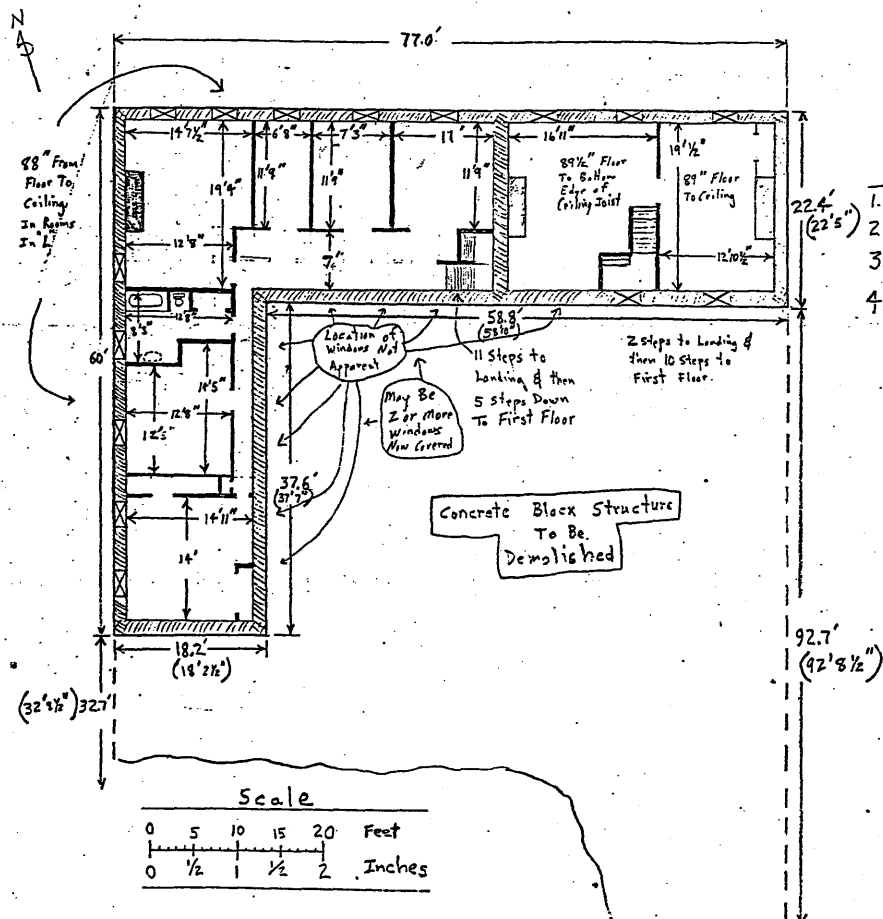 N
77.0'
88" From
Floor To
Ceiling
In Rooms
In L
14'7½"
6'8"
7'3"
11'
16'11"
19'4"
11'9"
11'9"
11'9"
89½" Floor
To Bottom
Edge of
Ceiling Joist
19'½"
89" Floor
To Ceiling
22.4'
(22'5")
1.
2
3
4
12'8"
12'10½"
60'
58.8'
(58'10")
8'3"
Location of
Windows Not
Apparent
11 Steps to
Landing & then
5 steps Down
To First Floor
2 Steps to Landing &
then 10 Steps to
First Floor.
14'5"
12'8"
May Be
2 or More
Windows
Now Covered
37.6'
(37'7")
14'11"
14'
Concrete Block Structure
To Be
Demolished
18.2'
(18'2½")
92.7'
(92'8½")
32.7'
Scale
0 5 10 15 20 Feet
0 ½ 1 ½ 2 Inches